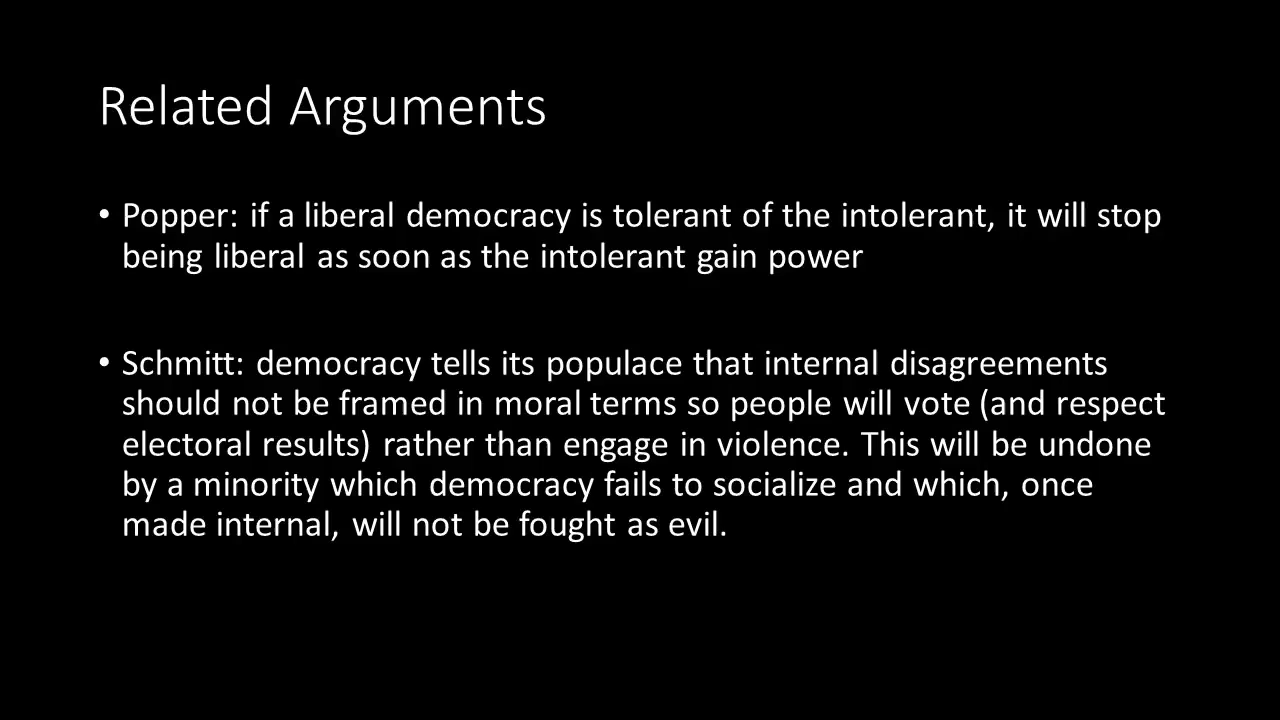 Related Arguments
• Popper: if a liberal democracy is tolerant of the intolerant, it will stop
being liberal as soon as the intolerant gain power
• Schmitt: democracy tells its populace that internal disagreements
should not be framed in moral terms so people will vote (and respect
electoral results) rather than engage in violence. This will be undone
by a minority which democracy fails to socialize and which, once
made internal, will not be fought as evil.